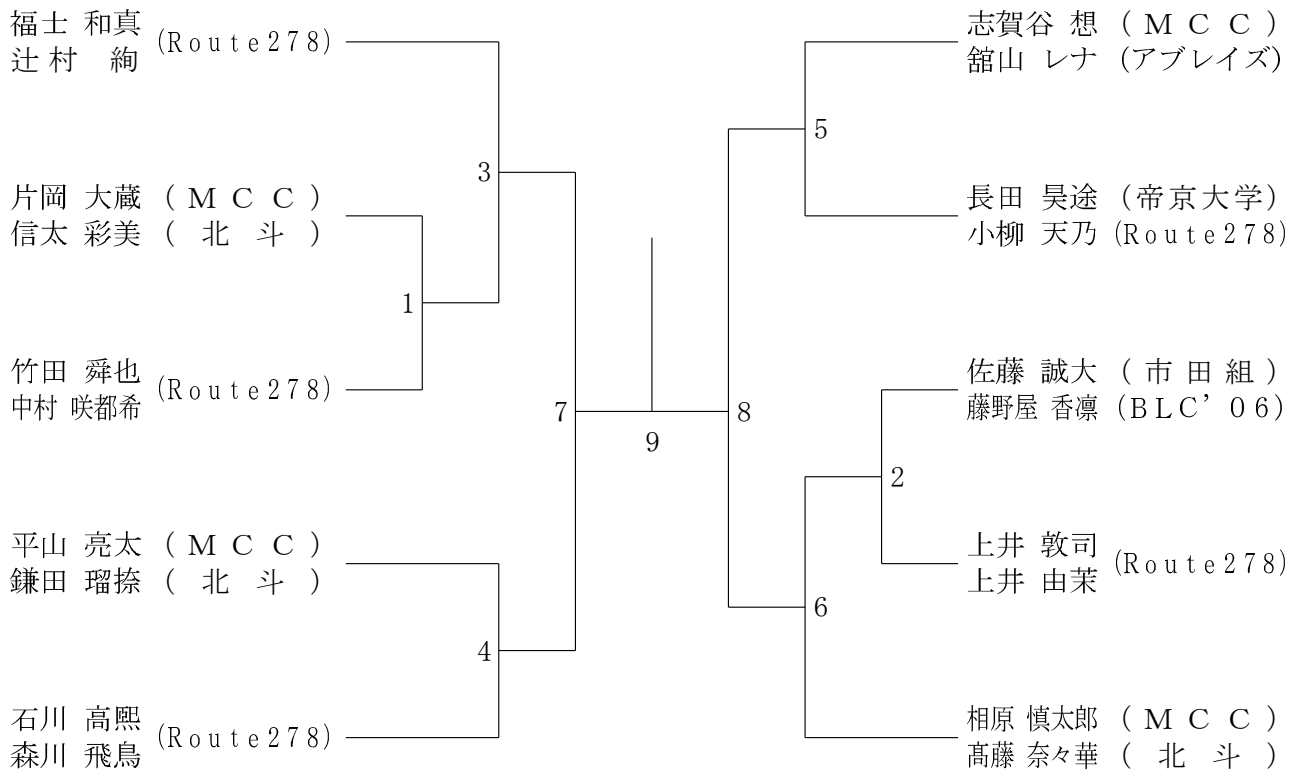 福士 和真 (Route278)
辻村 絢
3
片岡 大蔵 (MCC)
信太 彩美 (北斗)
1
竹田 舜也 (Route278)
中村 咲都希
7
平山 亮太 (MCC)
鎌田 瑠捺 (北斗)
4
石川 高熙 (Route278)
森川 飛鳥
9
志賀谷 想 (MCC)
舘山 レナ (アブレイズ)
5
長田 昊途 (帝京大学)
小柳 天乃 (Route278)
8
佐藤 誠大 (市田組)
藤野屋 香凛 (BLC’06)
2
上井 敦司 (Route278)
上井 由茉
6
相原 慎太郎 (MCC)
髙藤 奈々華 (北斗)